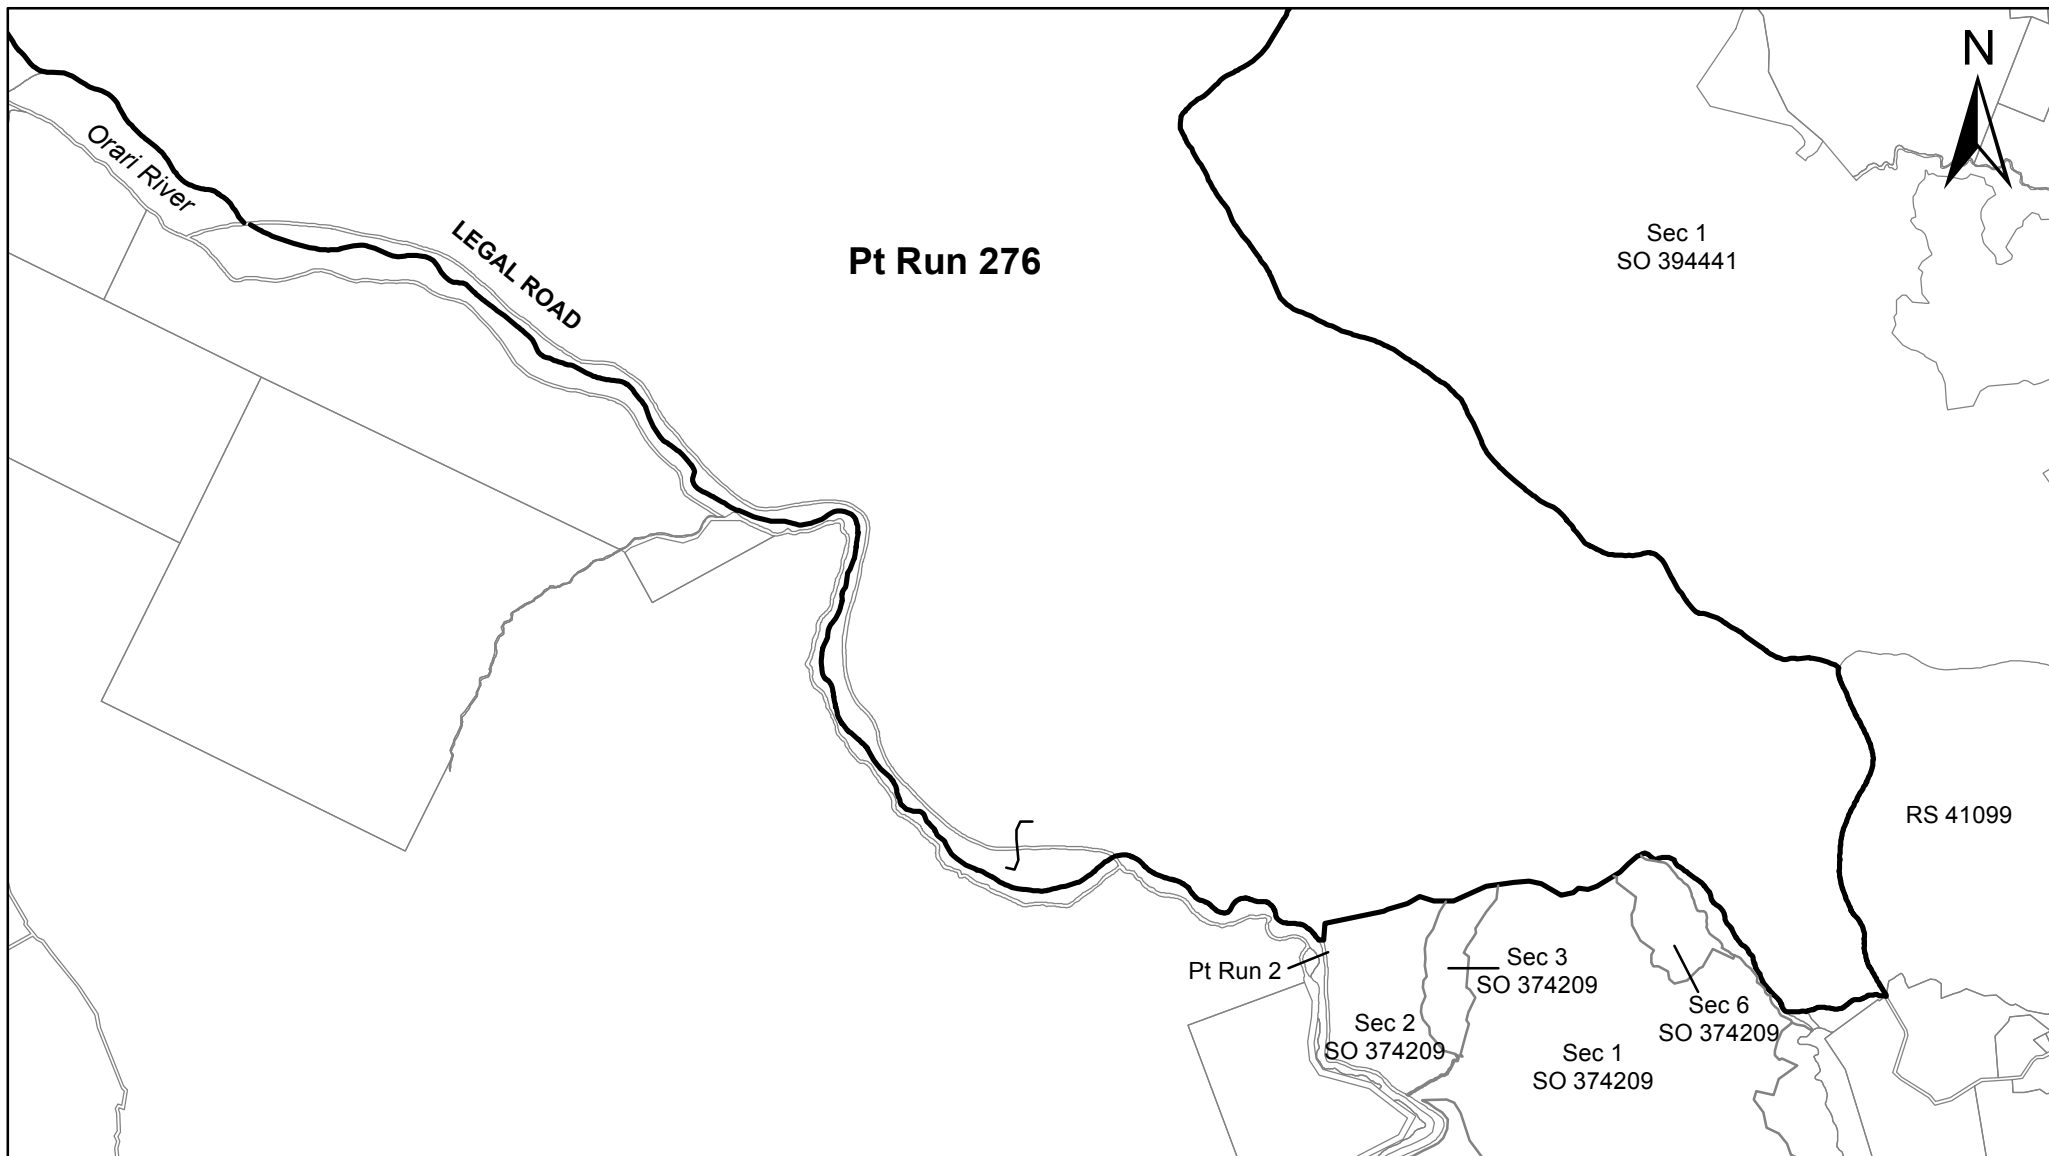 N
Orari River
LEGAL ROAD
Pt Run 276
Sec 1
SO 394441
RS 41099
Pt Run 2
Sec 3
SO 374209
Sec 6
SO 374209
Sec 2
SO 374209
Sec 1
SO 374209